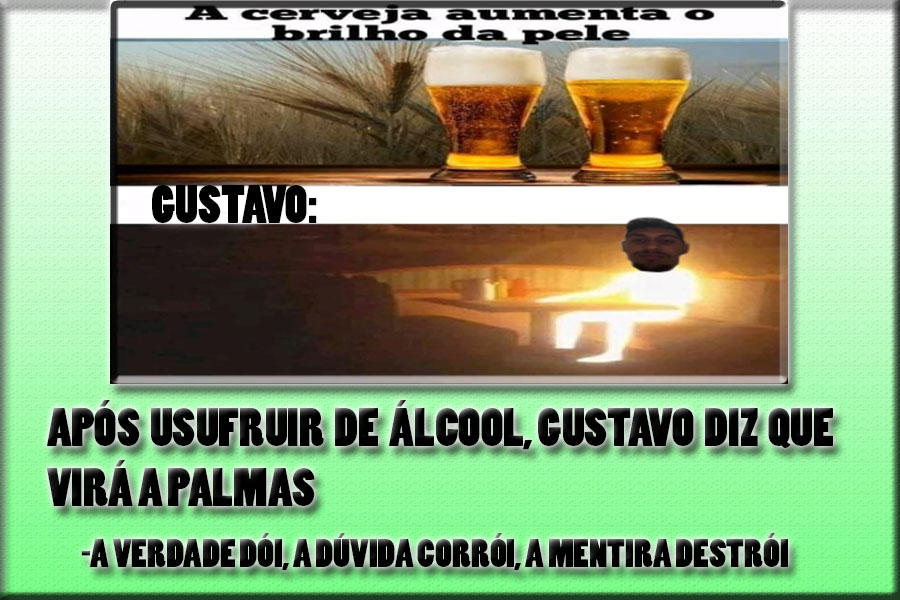 A cerveja aumenta o
brilho da pele
GUSTAVO:
APÓS USUFRUIR DE ÁLCOOL, GUSTAVO DIZ QUE
VIRÁ A PALMAS
-A VERDADE DÓI, A DÚVIDA CORRÓI, A MENTIRA DESTRÓI